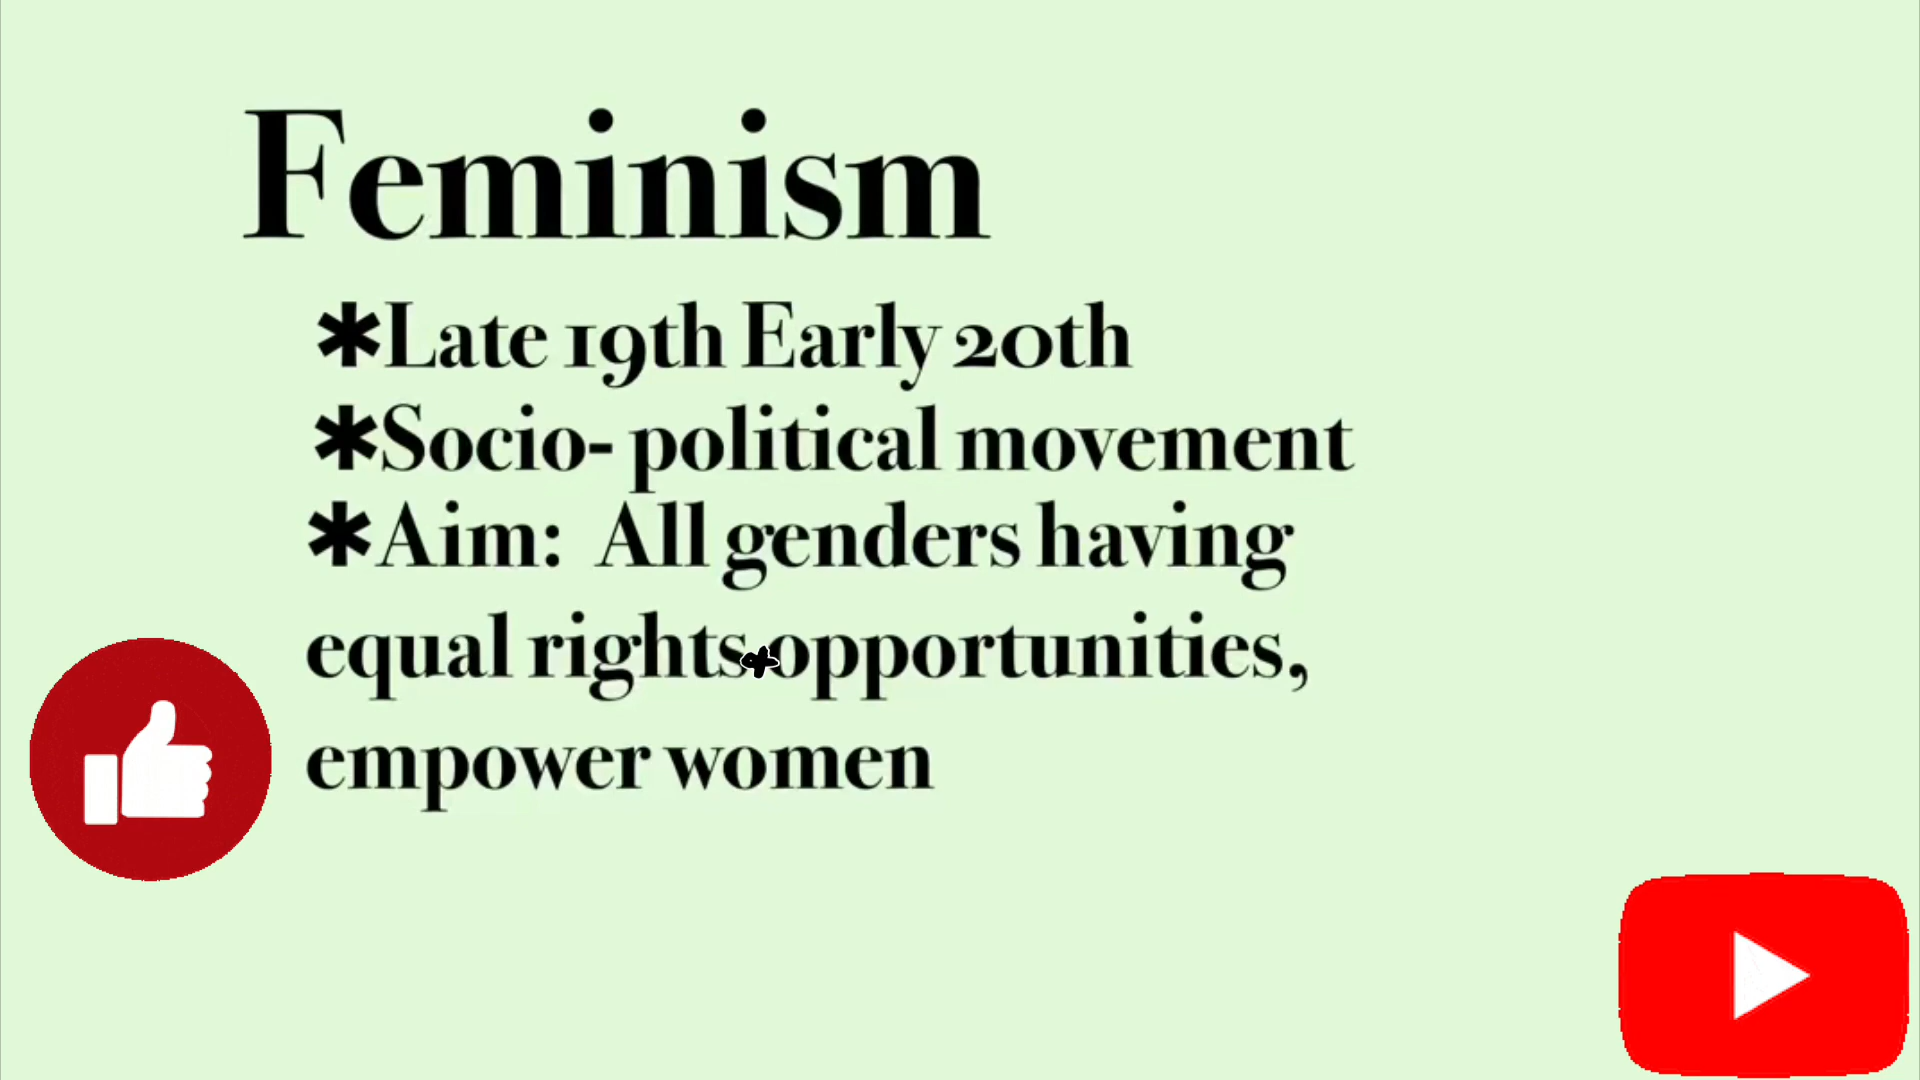 Feminism
*Late 19th Early 20th
*Socio- political movement
*Aim: All genders having
equal rights+opportunities,
empower women